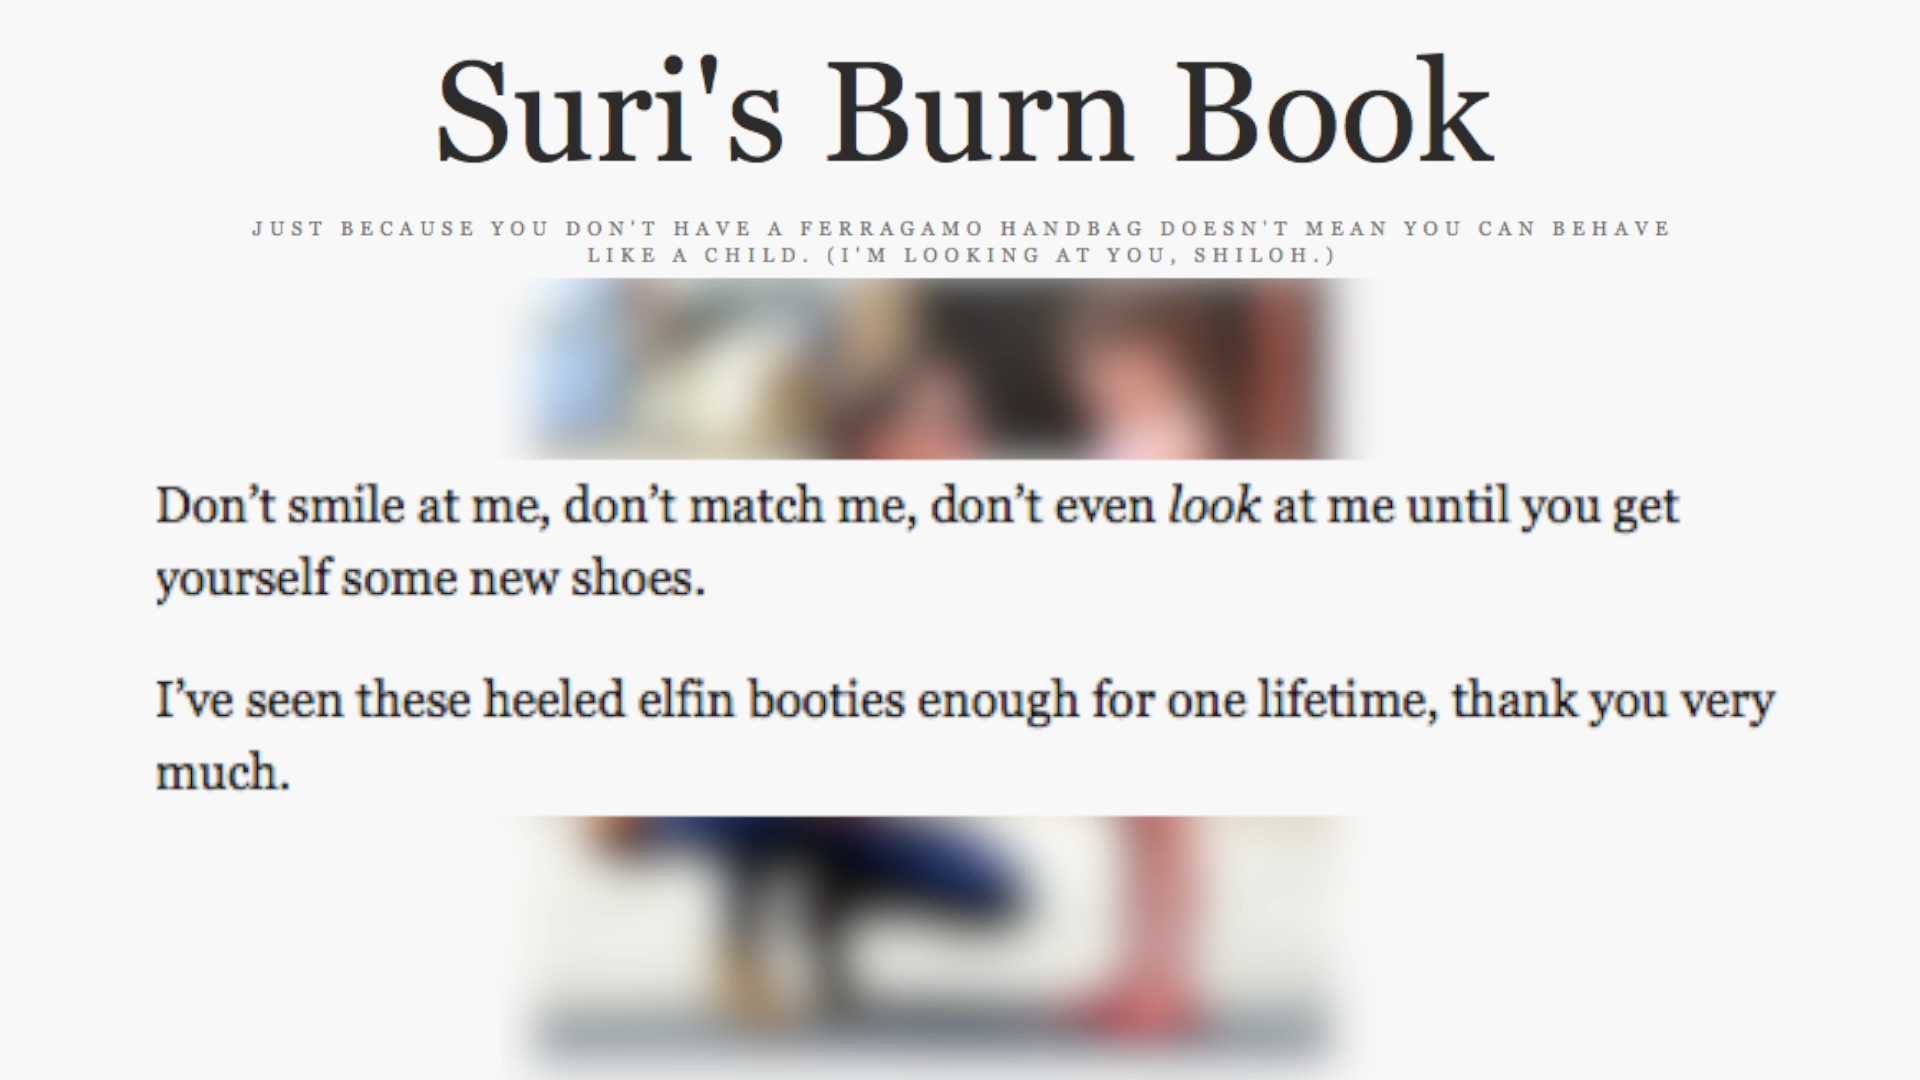 Suri's Burn Book
JUST BECAUSE YOU DON'T HAVE A FERRAGAMO HANDBAG DOESN'T MEAN YOU CAN BEHAVE
LIKE A CHILD. (I'M LOOKING AT YOU, SHILOH.)
Don’t smile at me, don’t match me, don’t even look at me until you get
yourself some new shoes.
I’ve seen these heeled elfin booties enough for one lifetime, thank you very
much.